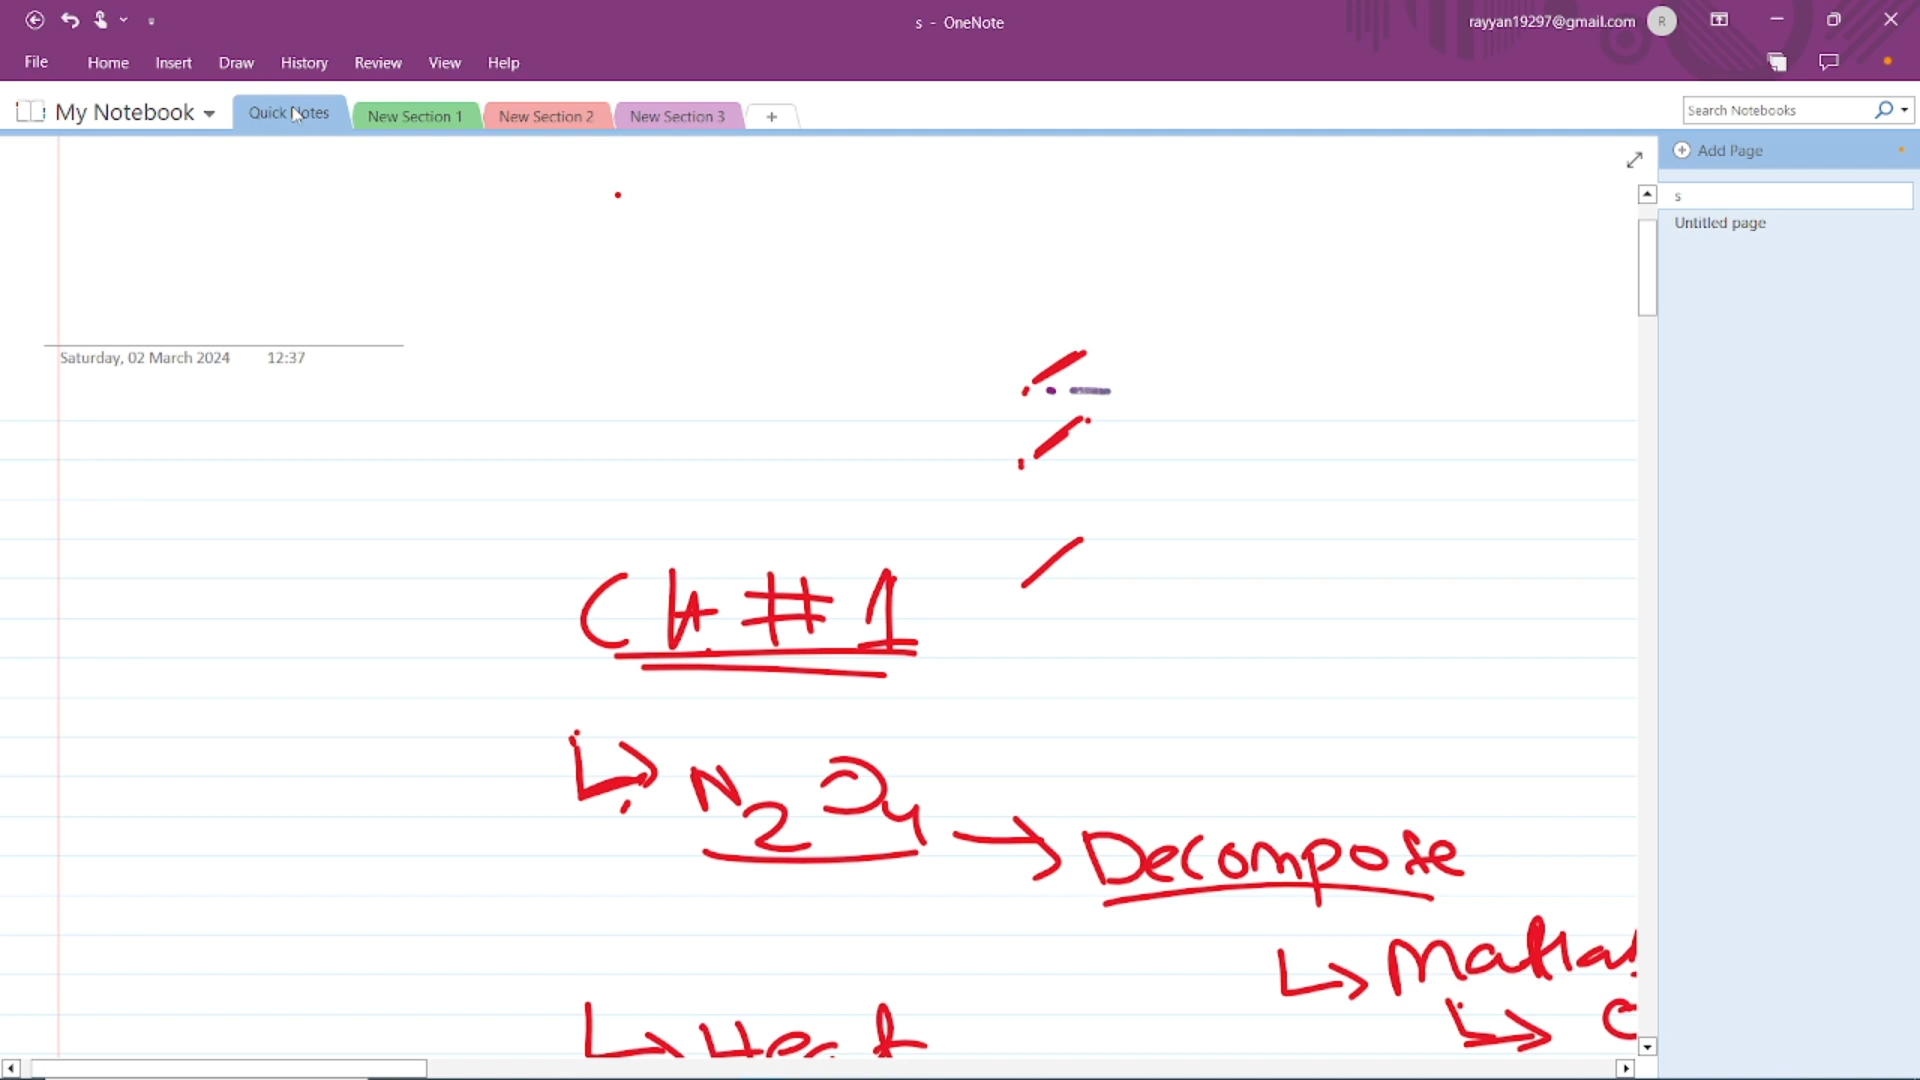 s - OneNote
rayyan19297@gmail.com
R
File Home Insert Draw History Review View Help
My Notebook
Quick Notes
New Section 1
New Section 2
New Section 3
Search Notebooks
Add Page
s
Untitled page
Saturday, 02 March 2024 12:37
Ch # 1
N2O4 → Decompose
Heat